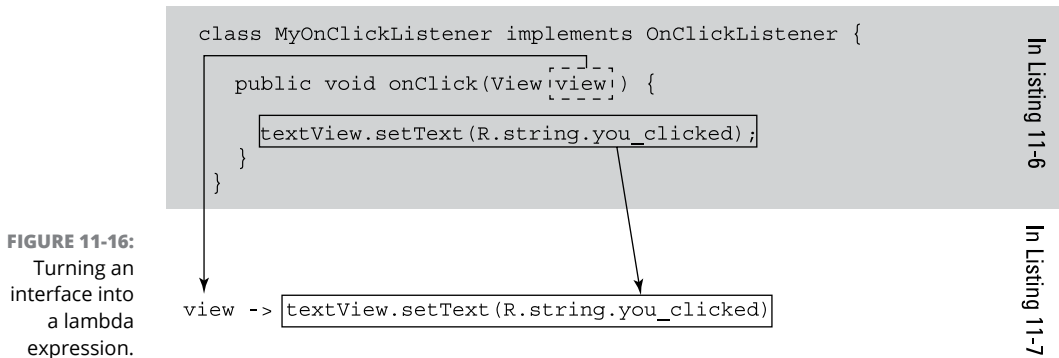 class MyOnClickListener implements OnClickListener {
public void onClick(View view) {
textView.setText(R.string.you_clicked);
}
}
In Listing 11-6
FIGURE 11-16:
Turning an
interface into
a lambda
expression.
view -> textView.setText(R.string.you_clicked)
In Listing 11-7